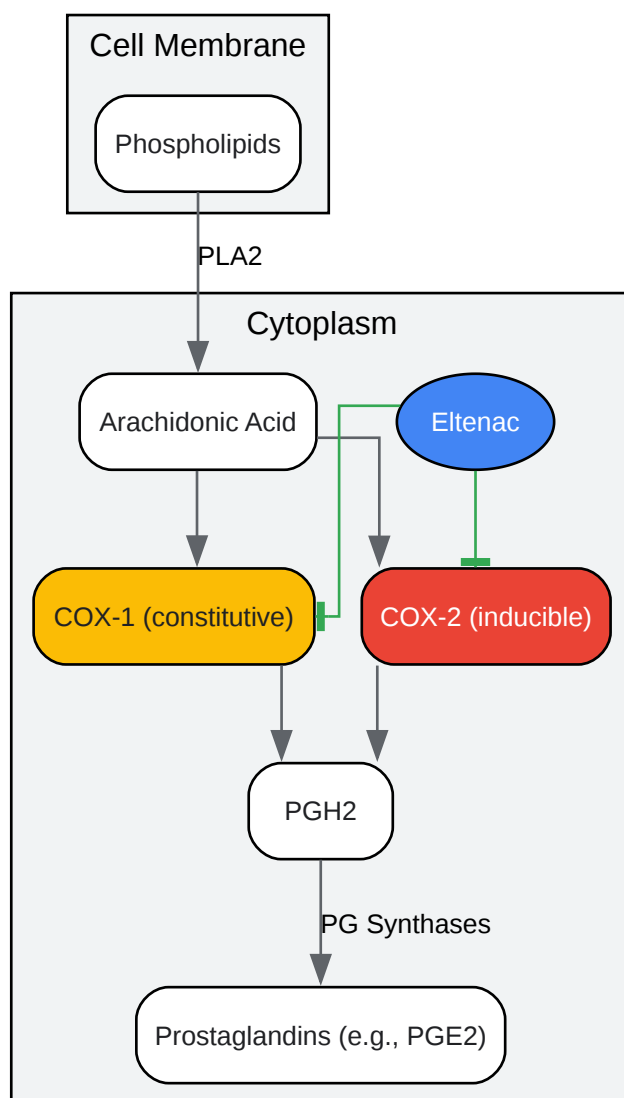 Cell Membrane
Phospholipids
PLA2
Cytoplasm
Arachidonic Acid
Eltenac
COX-1 (constitutive)
COX-2 (inducible)
PGH2
PG Synthases
Prostaglandins (e.g., PGE2)